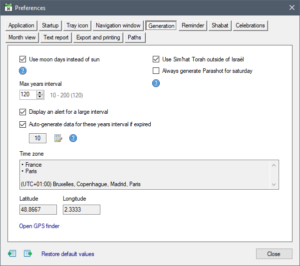 Preferences
Application
Startup
Tray icon
Navigation window
Generation
Reminder
Shabat
Celebrations
Month view
Text report
Export and printing
Paths
Use moon days instead of sun
Use Simhat Torah outside of Israël
Always generate Parashot for saturday
Max years interval
120
10 - 200 (120)
Display an alert for a large interval
Auto-generate data for these years interval if expired
10
Time zone
• France
• Paris
(UTC+01:00) Bruxelles, Copenhague, Madrid, Paris
Latitude
Longitude
48.8667
2.3333
Open GPS finder
Restore default values
Close